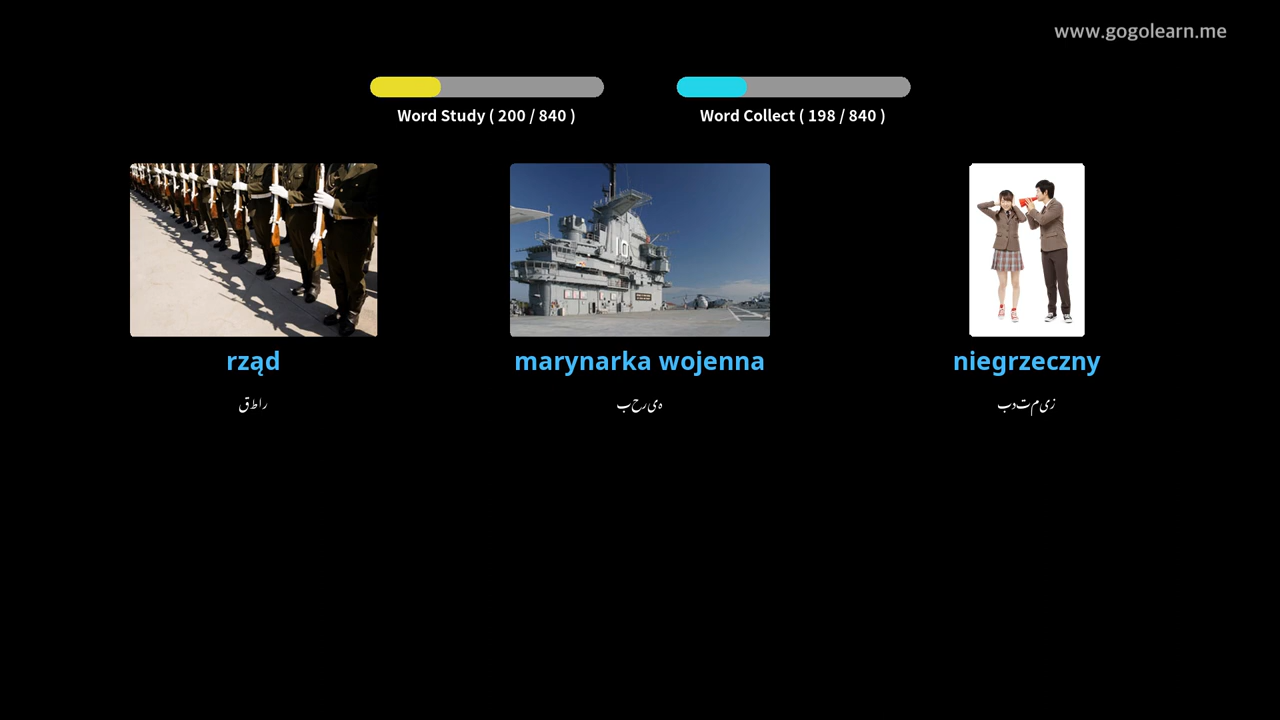 www.gogolearn.me
Word Study ( 200 / 840 )
Word Collect ( 198 / 840 )
rząd
marynarka wojenna
niegrzeczny
راطق
ہیرحب
زیمتدب